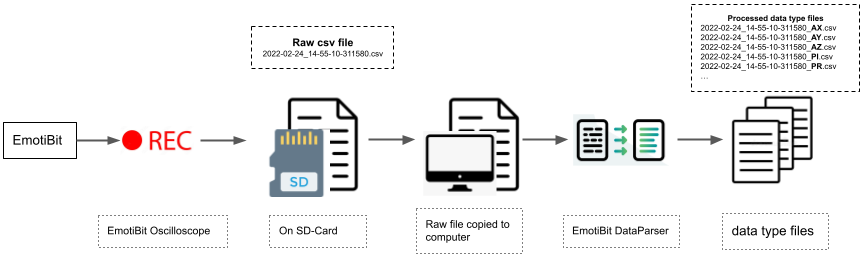 Raw csv file
2022-02-24_14-55-10-311580.csv
Processed data type files
2022-02-24_14-55-10-311580_AX.csv
2022-02-24_14-55-10-311580_AY.csv
2022-02-24_14-55-10-311580_AZ.csv
2022-02-24_14-55-10-311580_PI.csv
2022-02-24_14-55-10-311580_PR.csv
…
EmotiBit
REC
SD
EmotiBit Oscilloscope
On SD-Card
Raw file copied to
computer
EmotiBit DataParser
data type files